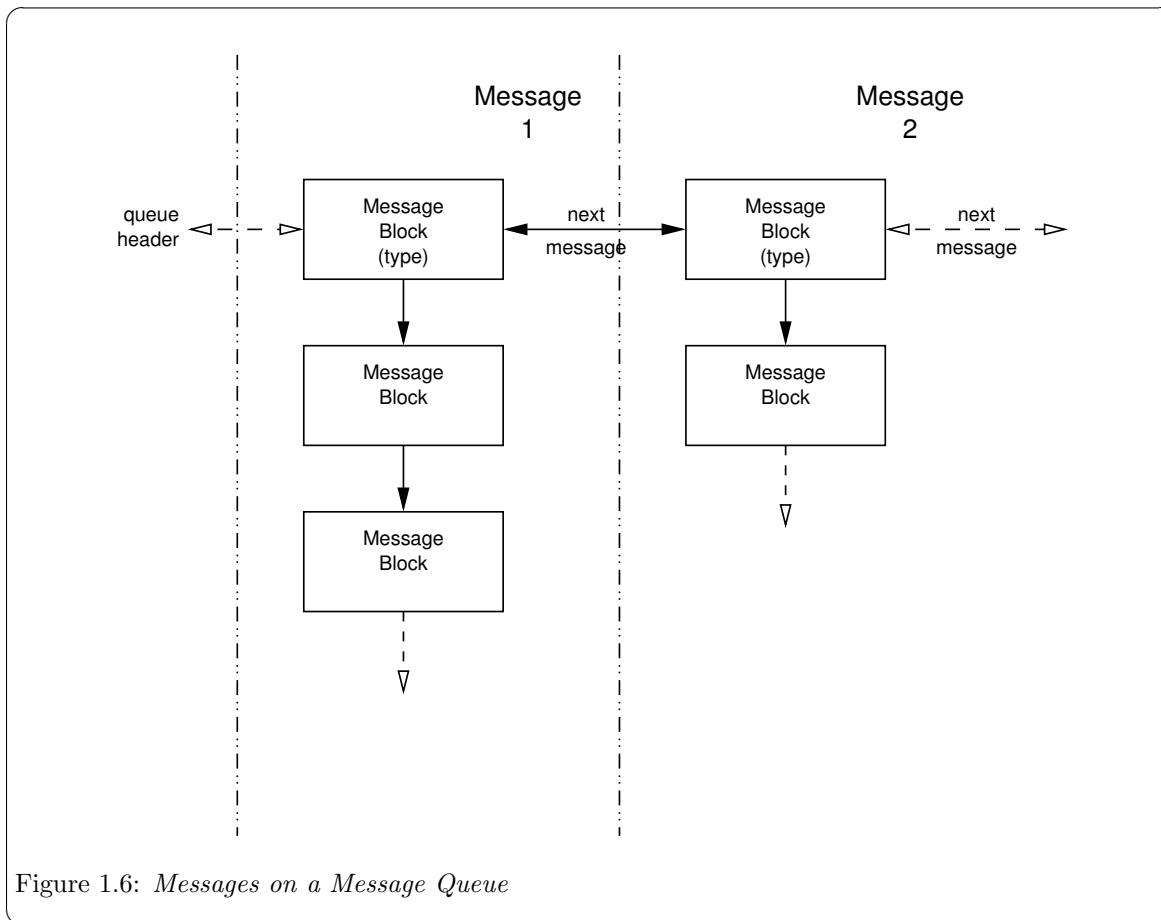 Message
1
Message
2
queue
header
Message
Block
(type)
next
message
Message
Block
(type)
next
message
Message
Block
Message
Block
Message
Block
Figure 1.6: Messages on a Message Queue